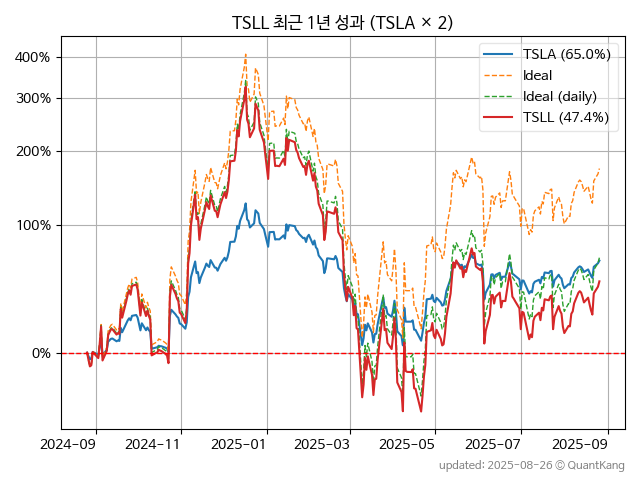 TSLL 최근 1년 성과 (TSLA × 2)
400%
300%
200%
100%
0%
TSLA (65.0%)
Ideal
Ideal (daily)
TSLL (47.4%)
2024-09
2024-11
2025-01
2025-03
2025-05
2025-07
2025-09
updated: 2025-08-26 © QuantKang